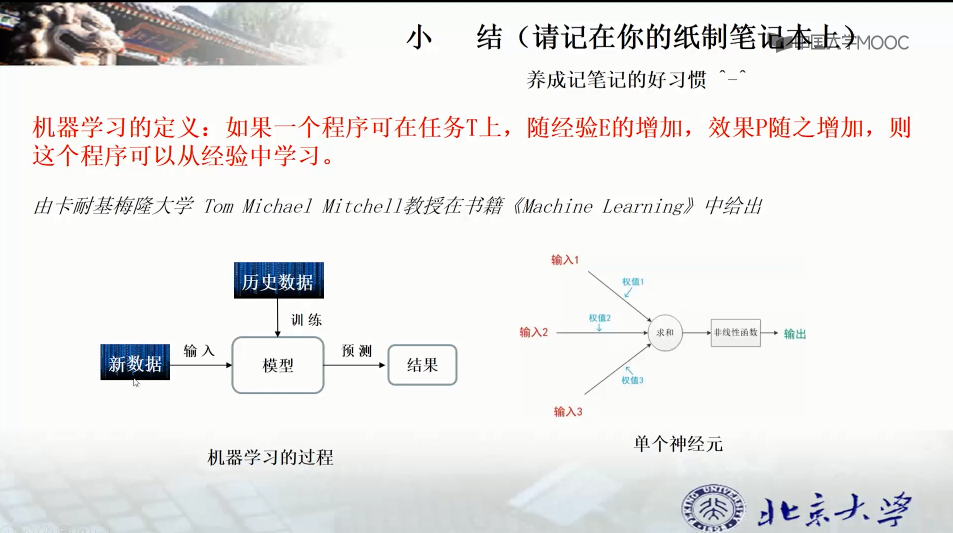 小 结（请记在你的纸制笔记本上）
中国大学MOOC
养成记笔记的好习惯 ^-^
机器学习的定义：如果一个程序可在任务T上，随经验E的增加，效果P随之增加，则
这个程序可以从经验中学习。
由卡耐基梅隆大学 Tom Michael Mitchell教授在书籍《Machine Learning》中给出
历史数据
训 练
新数据
输 入
模型
预 测
结果
机器学习的过程
输入1
权值1
输入2
权值2
求和
非线性函数
输出
权值3
输入3
单个神经元
PEKING UNIVERSITY
1898
北京大学